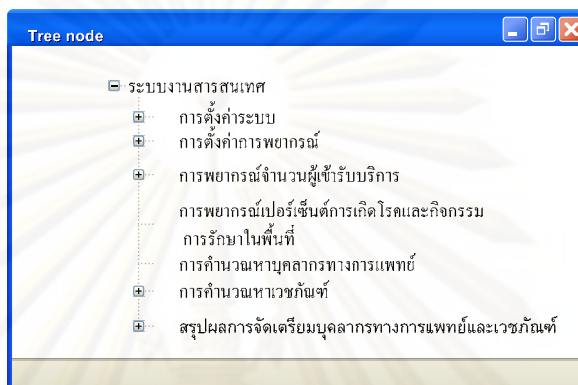 Tree node
ระบบงานสารสนเทศ
การตั้งค่าระบบ
การตั้งค่าการพยากรณ์
การพยากรณ์จำนวนผู้เข้ารับบริการ
การพยากรณ์เปอร์เซ็นต์การเกิดโรคและกิจกรรม
การรักษาในพื้นที่
การคำนวณหาบุคลากรทางการแพทย์
การคำนวณหาเวชภัณฑ์
สรุปผลการจัดเตรียมบุคลากรทางการแพทย์และเวชภัณฑ์